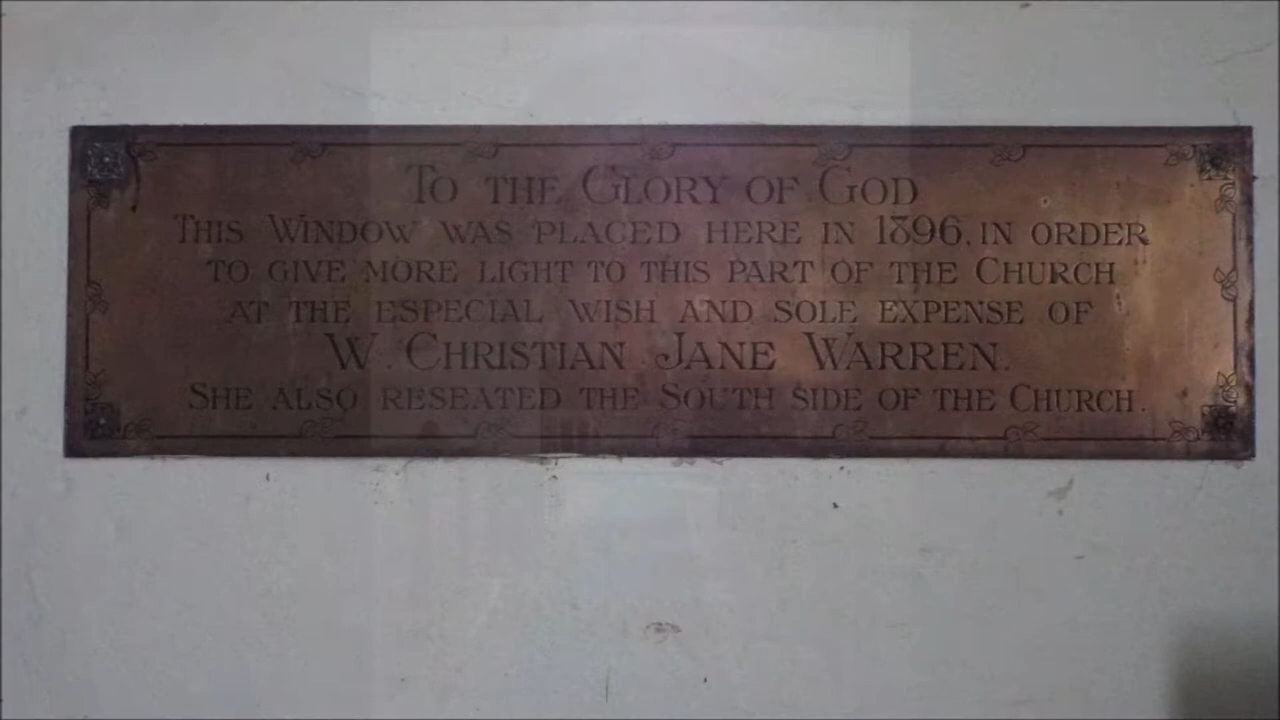 To the Glory of God
This Window was placed here in 1896, in order
to give more light to this part of the Church
at the especial wish and sole expense of
W. Christian Jane Warren.
She also reseated the South side of the Church.